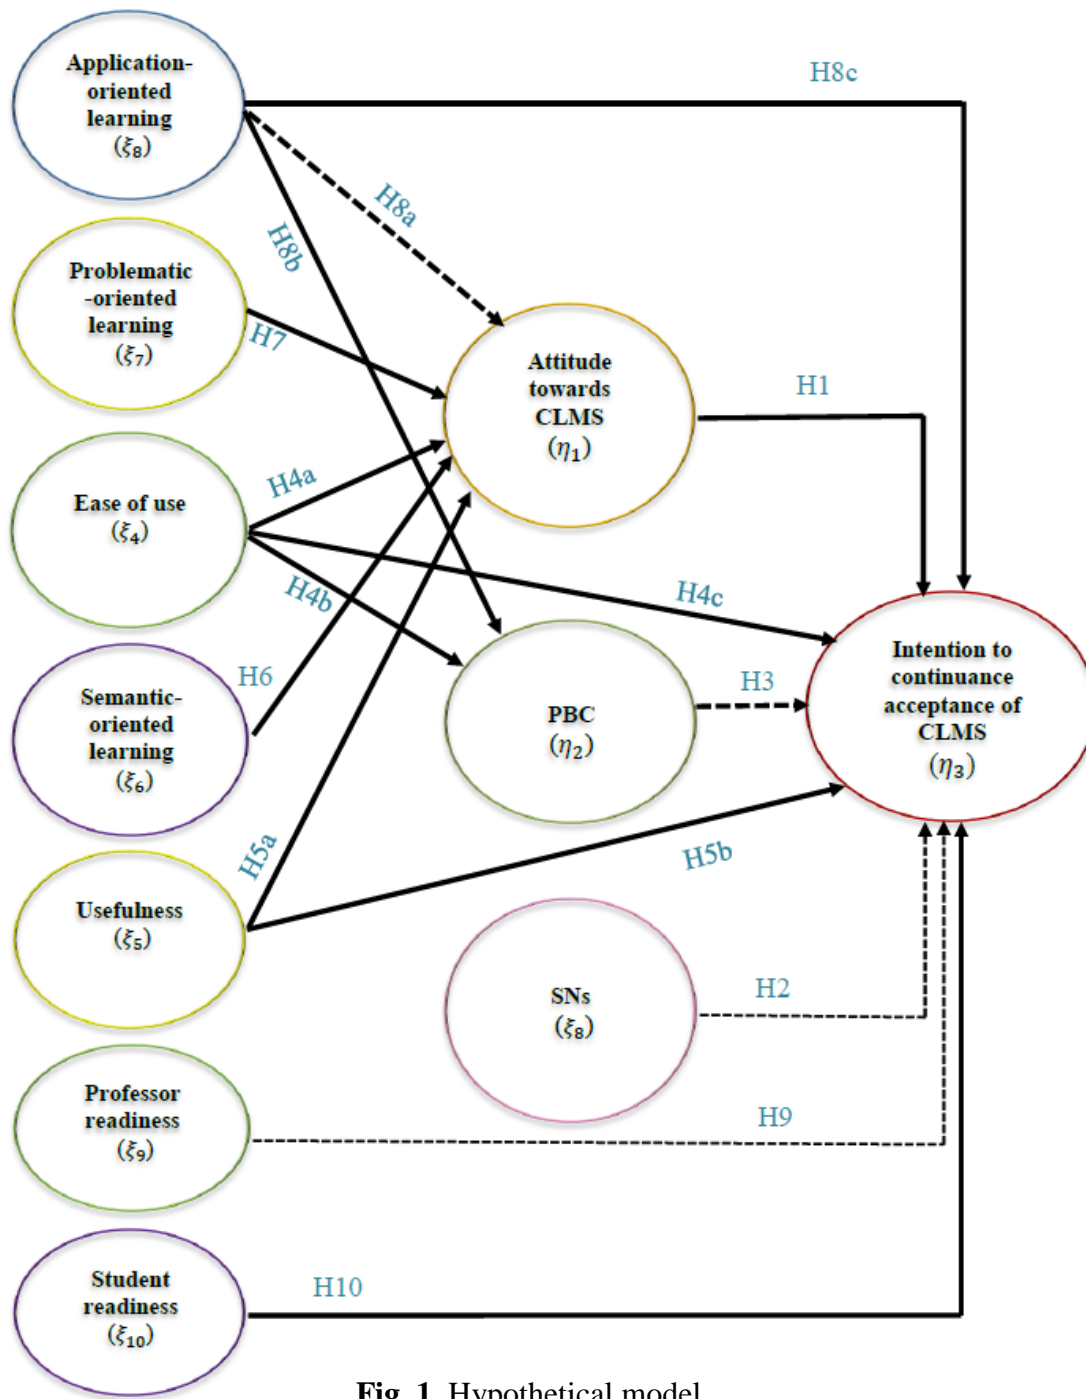 Application-
oriented
learning
(ξ₈)
H8c
H8a
H8b
Problematic
-oriented
learning
(ξ₇)
H7
Attitude
towards
CLMS
(η₁)
H1
Ease of use
(ξ₄)
H4a
H4b
H4c
Semantic-
oriented
learning
(ξ₆)
H6
PBC
(η₂)
H3
Intention to
continuance
acceptance of
CLMS
(η₃)
Usefulness
(ξ₅)
H5a
H5b
SNs
(ξ₈)
H2
Professor
readiness
(ξ₉)
H9
Student
readiness
(ξ₁₀)
H10
Fig. 1. Hypothetical model